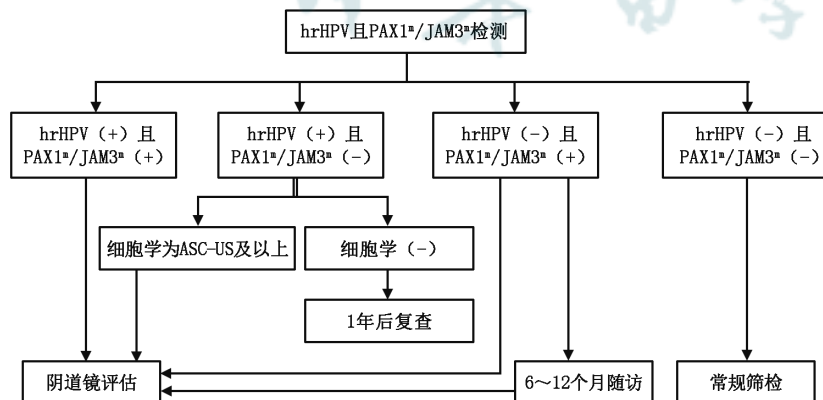 hrHPV且PAX1ᵐ/JAM3ᵐ检测
hrHPV（+）且
PAX1ᵐ/JAM3ᵐ（+）
hrHPV（+）且
PAX1ᵐ/JAM3ᵐ（-）
hrHPV（-）且
PAX1ᵐ/JAM3ᵐ（+）
hrHPV（-）且
PAX1ᵐ/JAM3ᵐ（-）
细胞学为ASC-US及以上
细胞学（-）
1年后复查
阴道镜评估
6～12个月随访
常规筛检